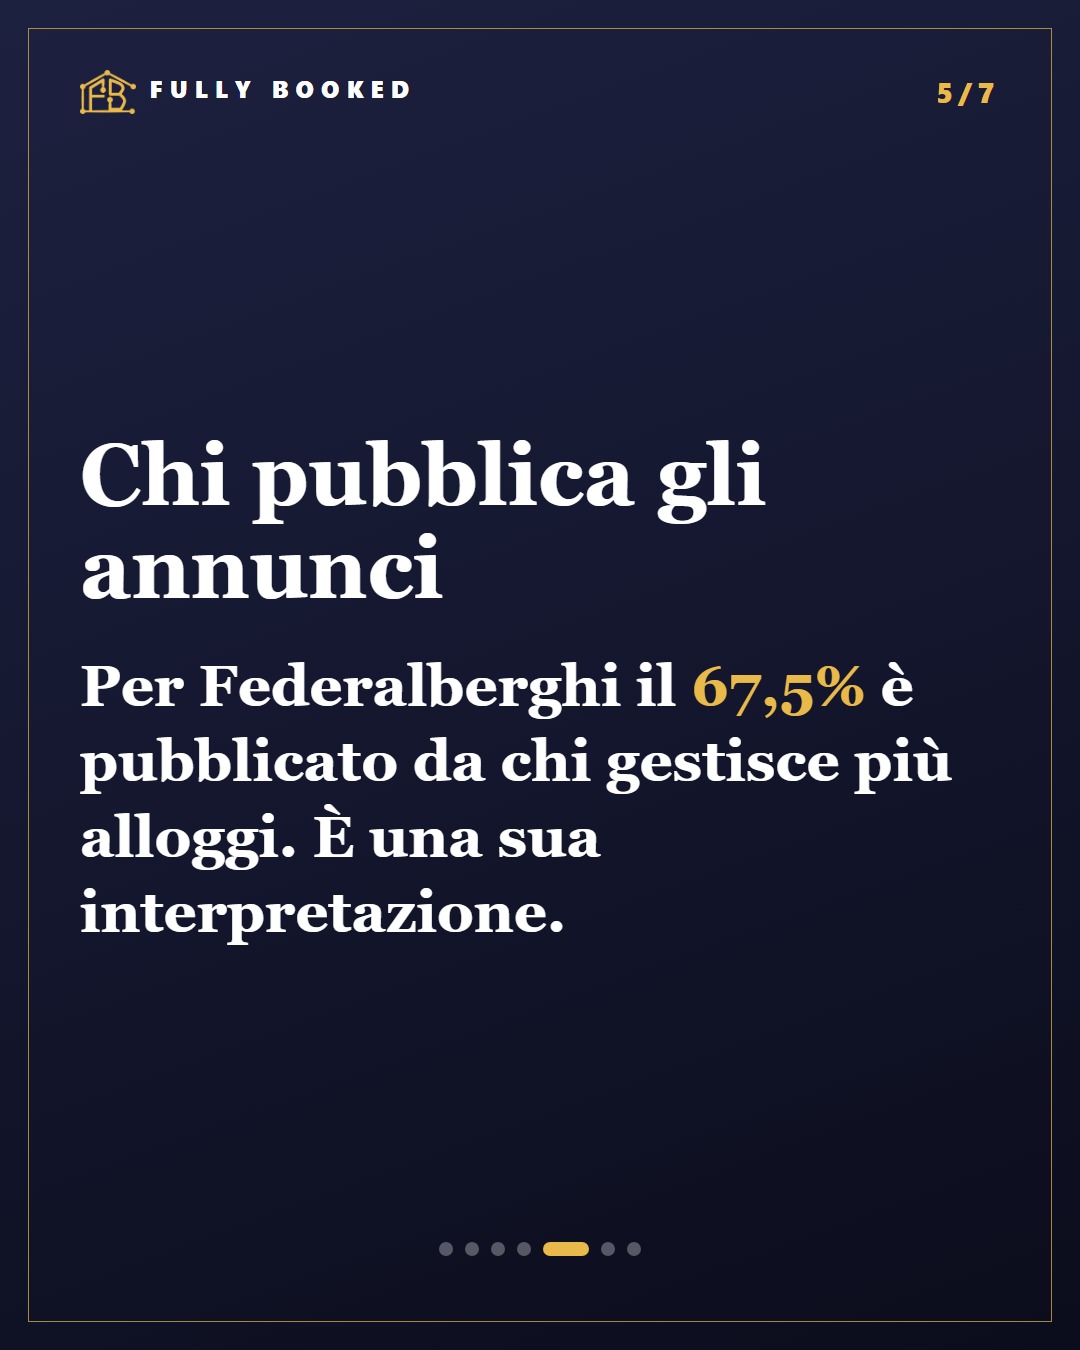 FB FULLY BOOKED
5/7
Chi pubblica gli
annunci
Per Federalberghi il 67,5% è
pubblicato da chi gestisce più
alloggi. È una sua
interpretazione.